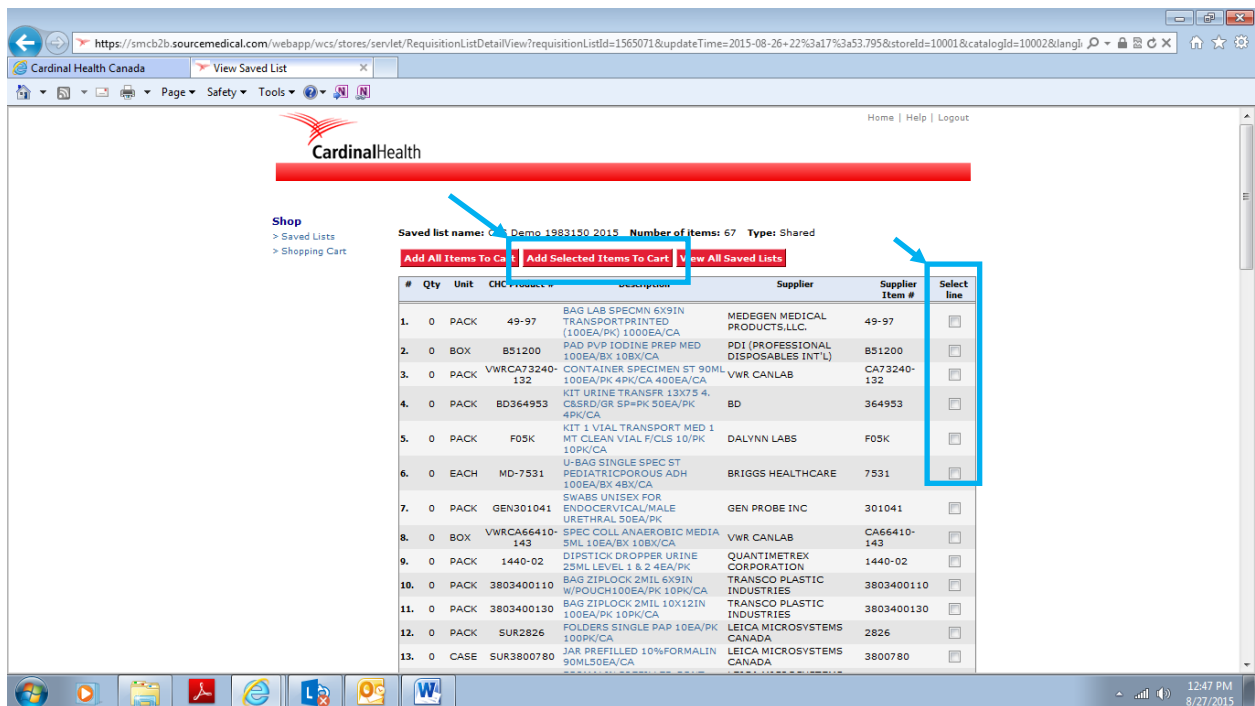 https://smcb2b.sourcemedical.com/webapp/wcs/stores/servlet/RequisitionListDetailView?requisitionListId=1565071&updateTime=2015-08-26+22%3a17%3a53.795&storeId=10001&catalogId=10002&langI
Cardinal Health Canada
View Saved List
Page Safety Tools
Home | Help | Logout
CardinalHealth
Shop
> Saved Lists
> Shopping Cart
Saved list name: Demo 1983150 2015 Number of items: 67 Type: Shared
Add All Items To Cart Add Selected Items To Cart View All Saved Lists
# Qty Unit CHC Product # Description Supplier Supplier Item # Select line
1. 0 PACK 49-97 BAG LAB SPECMN 6X9IN TRANSPORTPRINTED (100EA/PK) 1000EA/CA MEDEGEN MEDICAL PRODUCTS,LLC. 49-97
2. 0 BOX B51200 PAD PVP IODINE PREP MED 100EA/BX 10BX/CA PDI (PROFESSIONAL DISPOSABLES INT'L) B51200
3. 0 PACK VWRCA73240-132 CONTAINER SPECIMEN ST 90ML 100EA/PK 4PK/CA 400EA/CA VWR CANLAB CA73240-132
4. 0 PACK BD364953 KIT URINE TRANSFR 13X75 4. C&SRD/GR SP=PK 50EA/PK 4PK/CA BD 364953
5. 0 PACK F05K KIT 1 VIAL TRANSPORT MED 1 MT CLEAN VIAL F/CLS 10/PK 10PK/CA DALYNN LABS F05K
6. 0 EACH MD-7531 U-BAG SINGLE SPEC ST PEDIATRICPOROUS ADH 100EA/BX 4BX/CA BRIGGS HEALTHCARE 7531
7. 0 PACK GEN301041 SWABS UNISEX FOR ENDOCERVICAL/MALE URETHRAL 50EA/PK GEN PROBE INC 301041
8. 0 BOX VWRCA66410-143 SPEC COLL ANAEROBIC MEDIA 5ML 10EA/BX 10BX/CA VWR CANLAB CA66410-143
9. 0 PACK 1440-02 DIPSTICK DROPPER URINE 25ML LEVEL 1 & 2 4EA/PK QUANTIMETREX CORPORATION 1440-02
10. 0 PACK 3803400110 BAG ZIPLOCK 2MIL 6X9IN W/POUCH100EA/PK 10PK/CA TRANSCO PLASTIC INDUSTRIES 3803400110
11. 0 PACK 3803400130 BAG ZIPLOCK 2MIL 10X12IN 100EA/PK 10PK/CA TRANSCO PLASTIC INDUSTRIES 3803400130
12. 0 PACK SUR2826 FOLDERS SINGLE PAP 10EA/PK 100PK/CA LEICA MICROSYSTEMS CANADA 2826
13. 0 CASE SUR3800780 JAR PREFILLED 10%FORMALIN 90ML50EA/CA LEICA MICROSYSTEMS CANADA 3800780
12:47 PM
8/27/2015